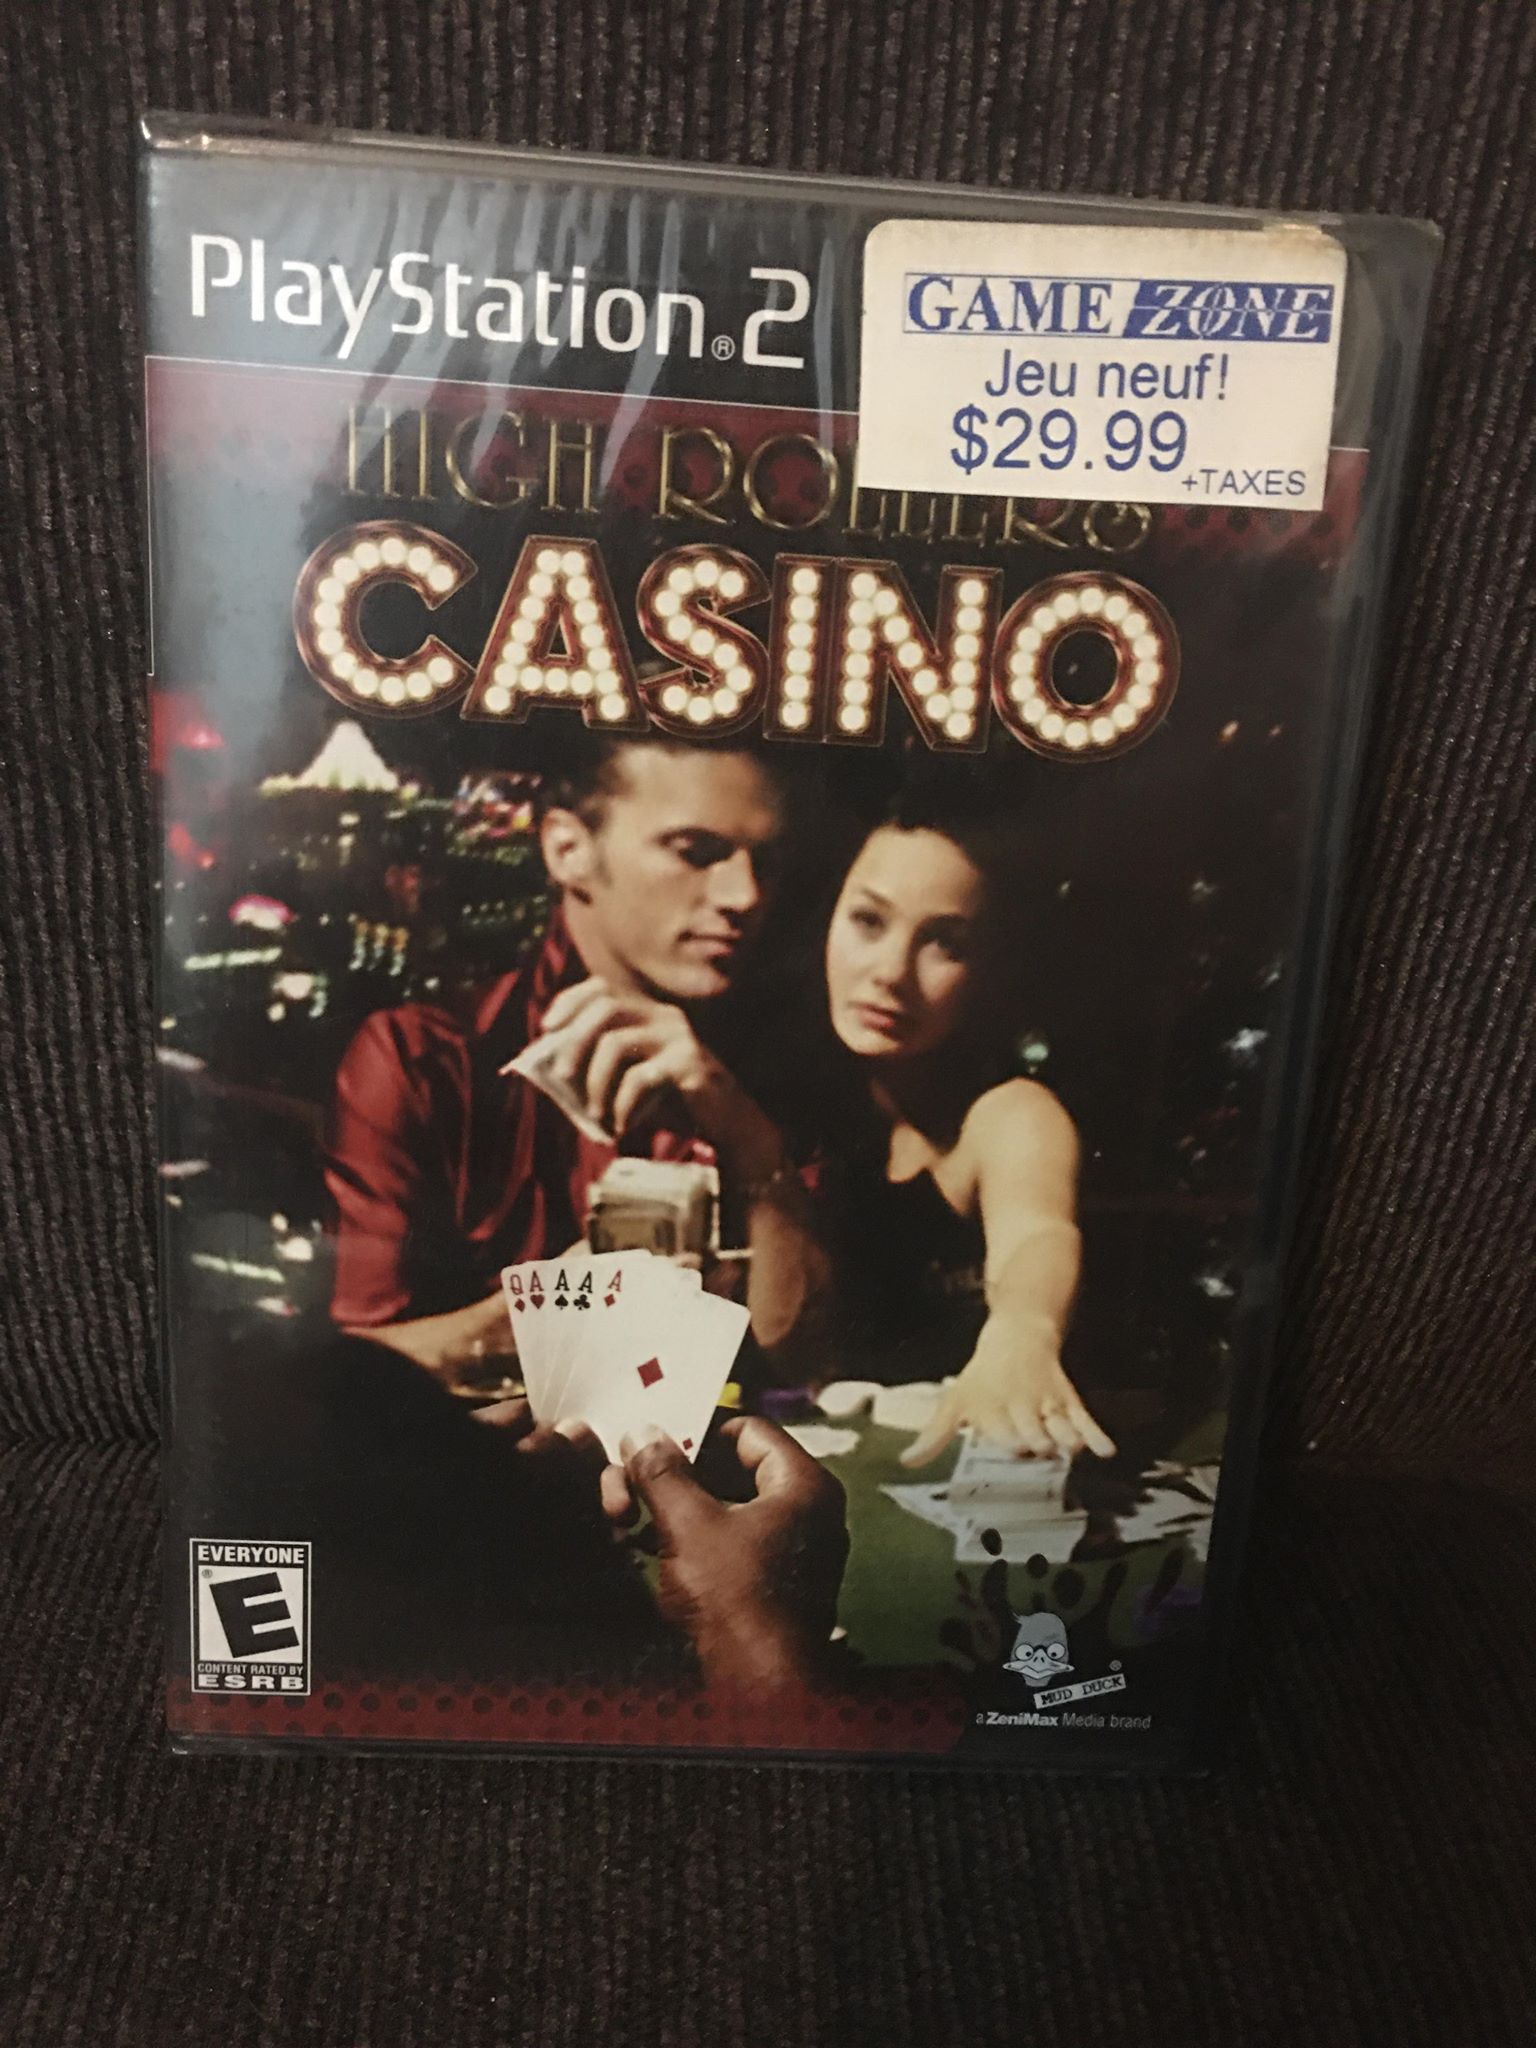 PlayStation®2
GAME ZONE
Jeu neuf!
$29.99
+TAXES
HIGH ROLLERS
CASINO
Q A A A A
EVERYONE
®
E
CONTENT RATED BY
ESRB
MUD DUCK®
a ZeniMax Media brand